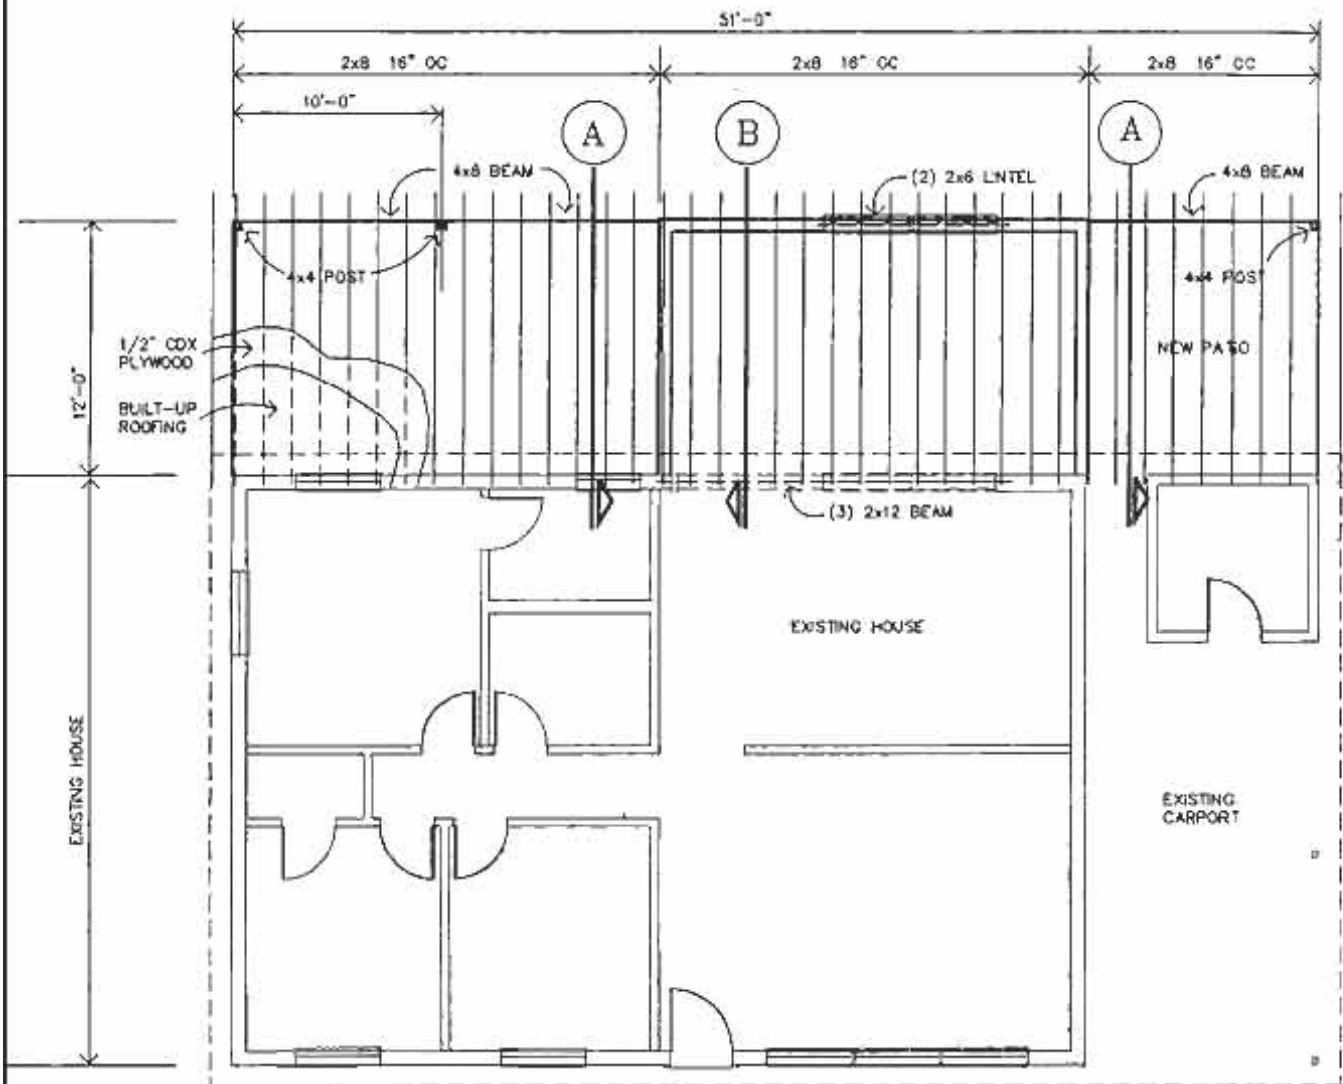 51'-0"
2x8 16" OC
2x8 16" OC
2x8 16" OC
10'-0"
A
B
A
4x8 BEAM
(2) 2x6 LINTEL
4x8 BEAM
4x4 POST
4x4 POST
1/2" CDX
PLYWOOD
NEW PATIO
12'-0"
BUILT-UP
ROOFING
(3) 2x12 BEAM
EXISTING HOUSE
EXISTING HOUSE
EXISTING
CARPORT